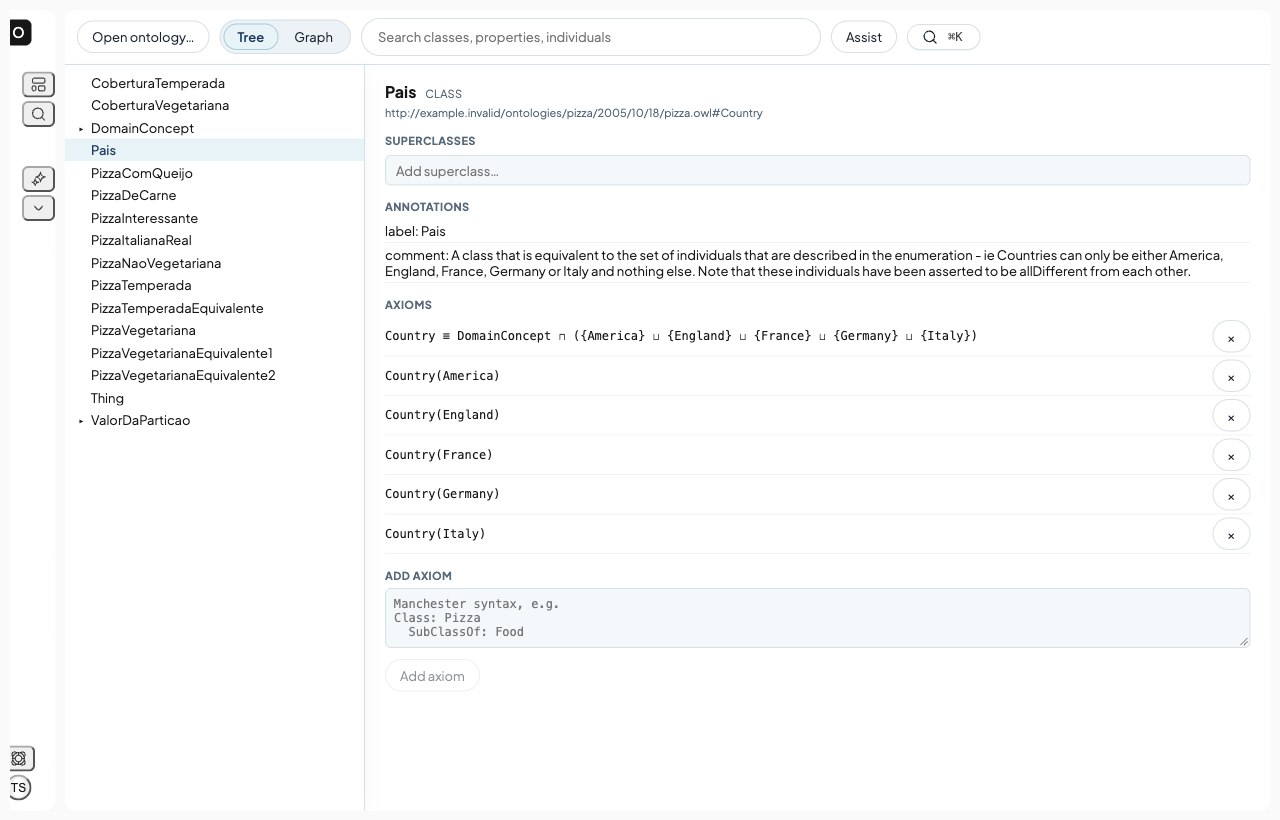 O
Open ontology...
Tree
Graph
Search classes, properties, individuals
Assist
⌘K
CoberturaTemperada
CoberturaVegetariana
DomainConcept
Pais
PizzaComQueijo
PizzaDeCarne
PizzaInteressante
PizzaItalianaReal
PizzaNaoVegetariana
PizzaTemperada
PizzaTemperadaEquivalente
PizzaVegetariana
PizzaVegetarianaEquivalente1
PizzaVegetarianaEquivalente2
Thing
ValorDaParticao
TS
Pais CLASS
http://example.invalid/ontologies/pizza/2005/10/18/pizza.owl#Country
SUPERCLASSES
Add superclass...
ANNOTATIONS
label: Pais
comment: A class that is equivalent to the set of individuals that are described in the enumeration - ie Countries can only be either America,
England, France, Germany or Italy and nothing else. Note that these individuals have been asserted to be allDifferent from each other.
AXIOMS
Country ≡ DomainConcept ⊓ ({America} ⊔ {England} ⊔ {France} ⊔ {Germany} ⊔ {Italy})
×
Country(America)
×
Country(England)
×
Country(France)
×
Country(Germany)
×
Country(Italy)
×
ADD AXIOM
Manchester syntax, e.g.
Class: Pizza
SubClassOf: Food
Add axiom